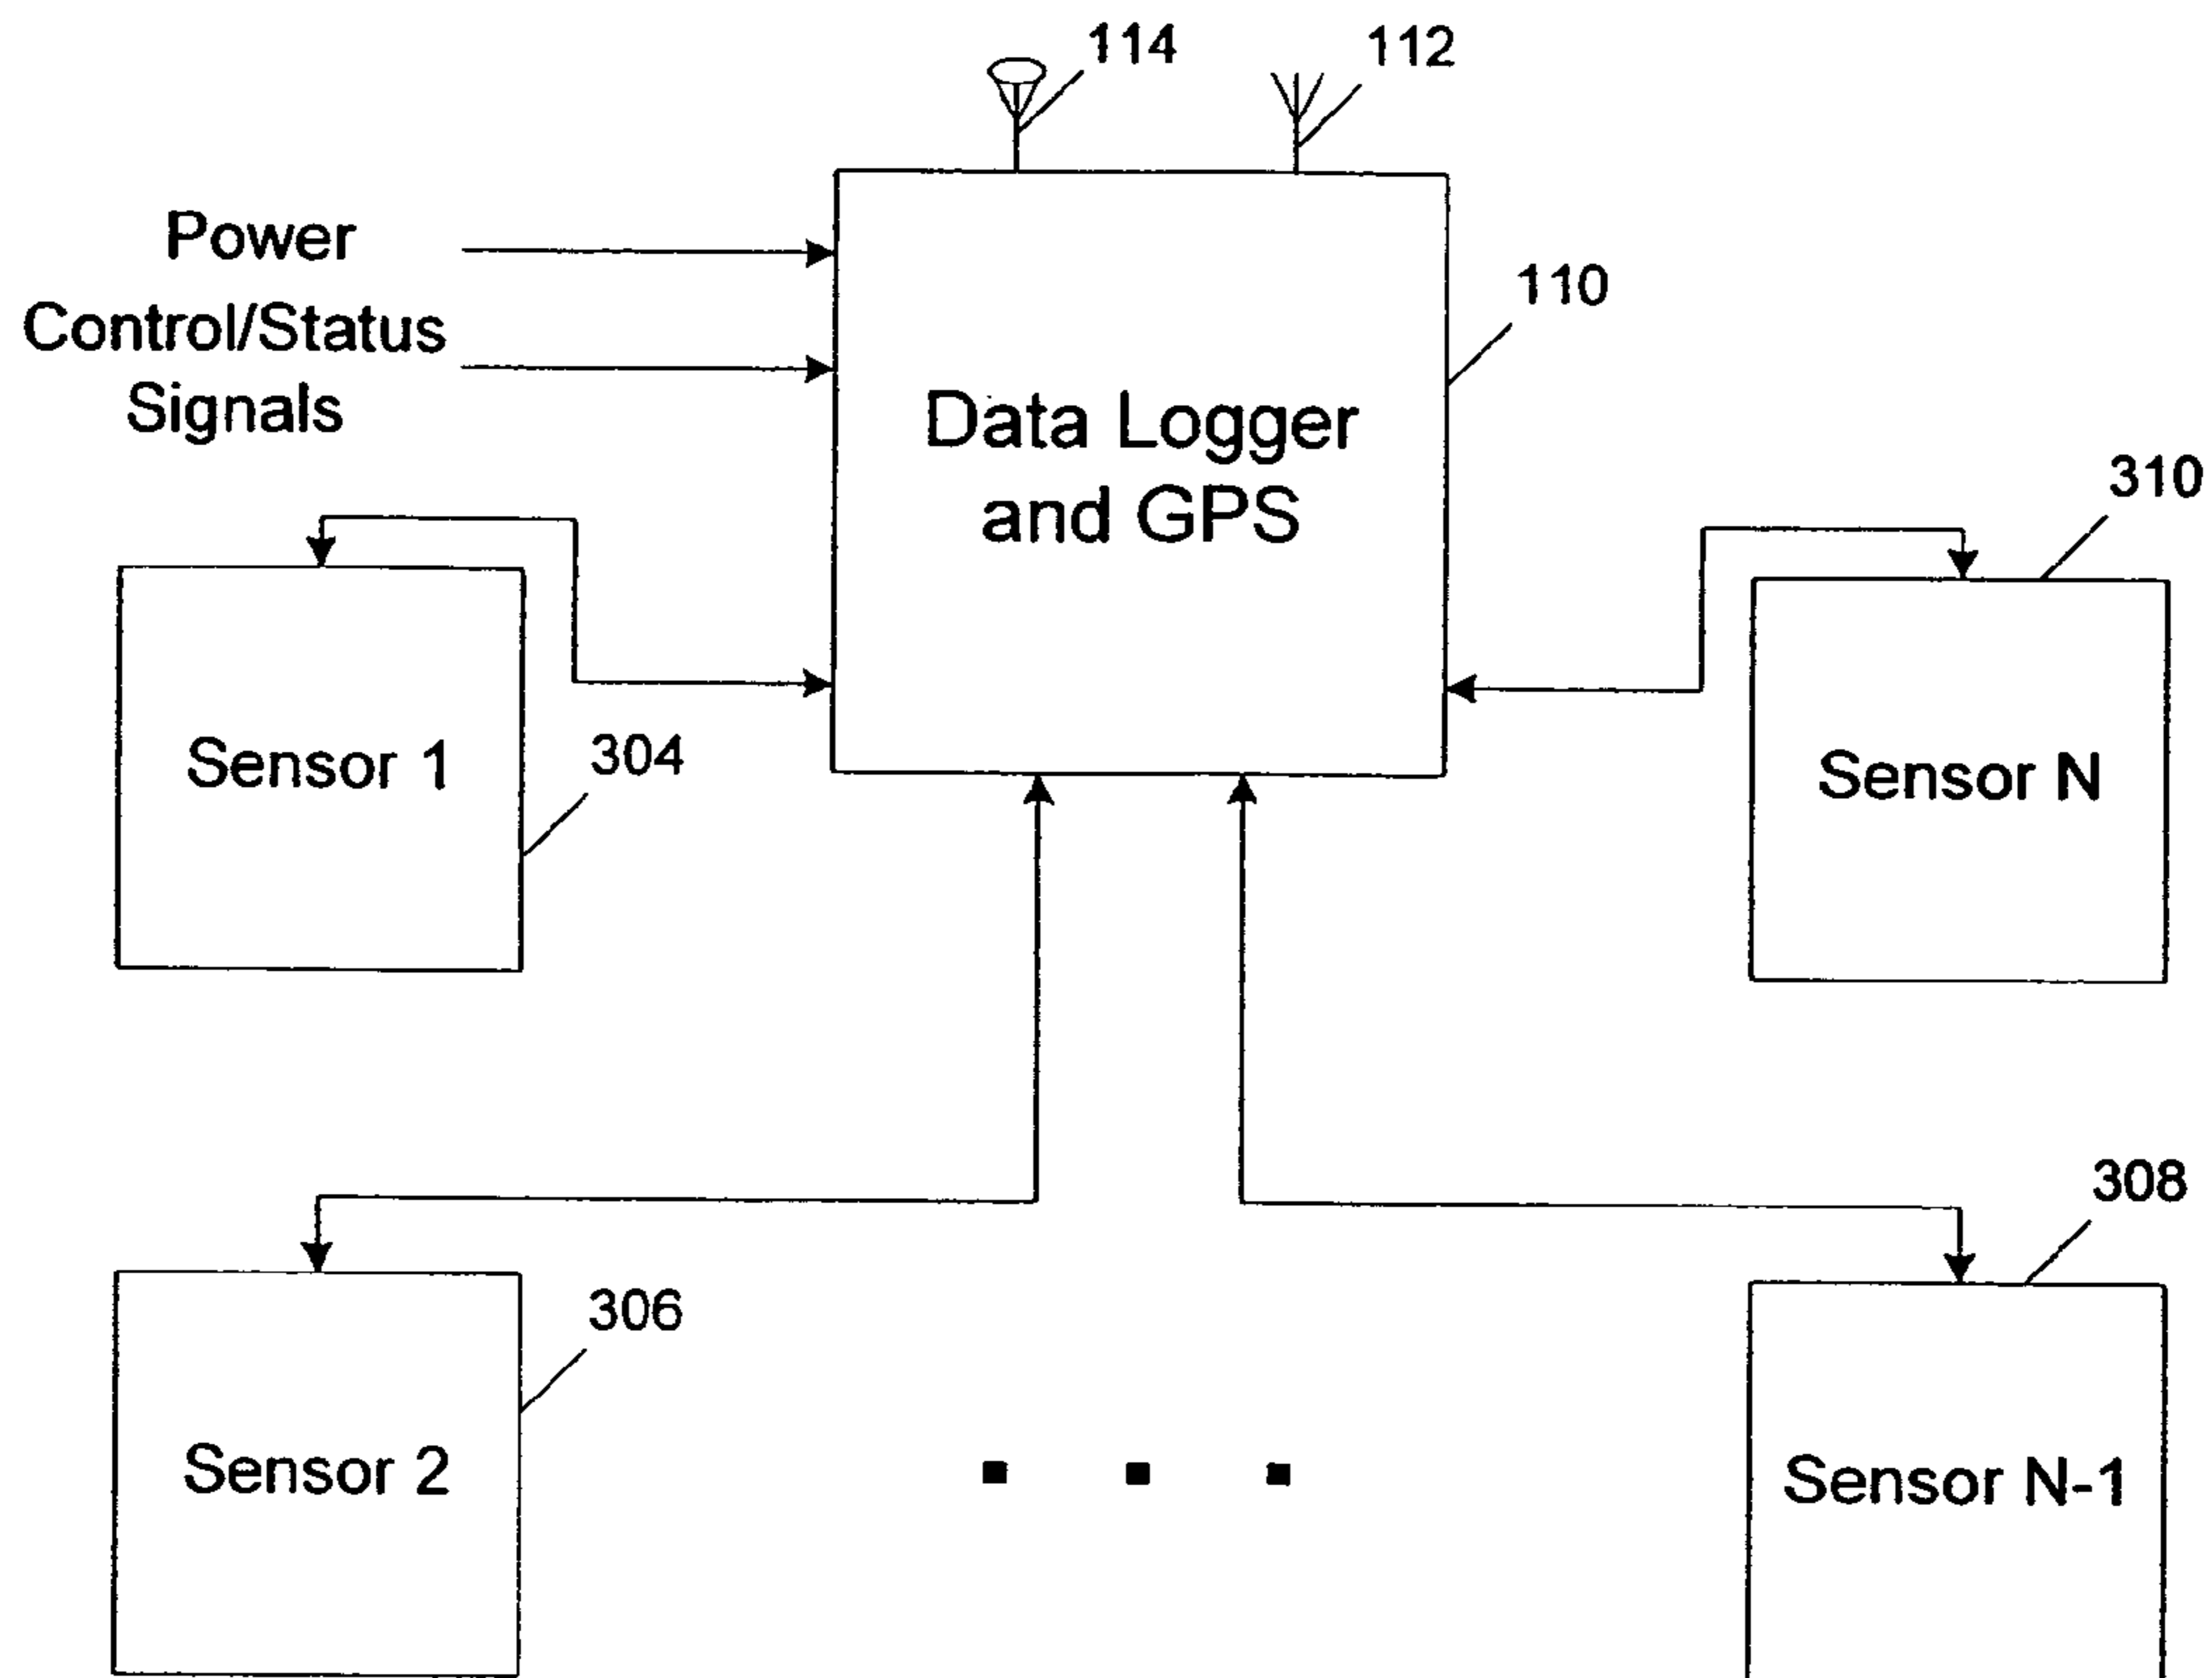 114
112
Power
Control/Status
Signals
110
Data Logger
and GPS
310
Sensor 1
304
Sensor N
308
306
Sensor 2
Sensor N-1